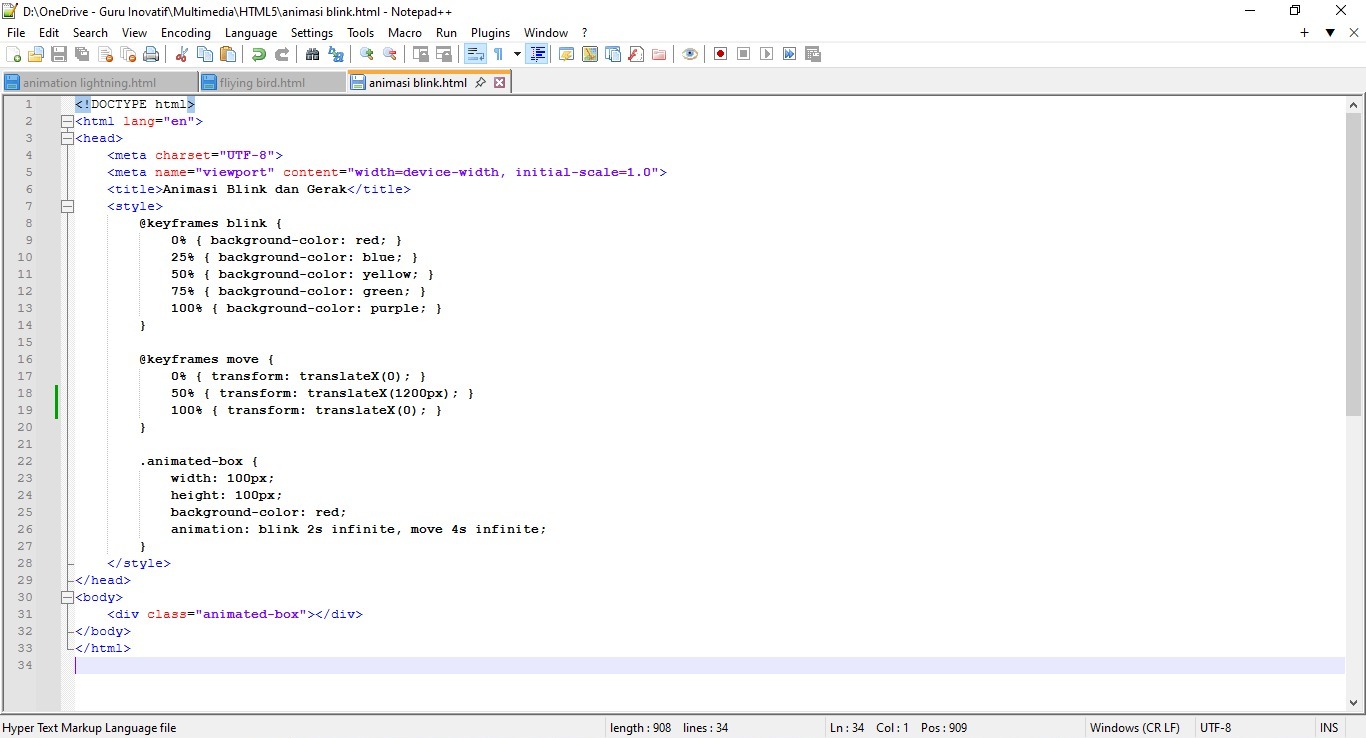 D:\OneDrive - Guru Inovatif\Multimedia\HTML5\animasi blink.html - Notepad++
File Edit Search View Encoding Language Settings Tools Macro Run Plugins Window ?
animation lightning.html fliying bird.html animasi blink.html
1 <!DOCTYPE html>
2 <html lang="en">
3 <head>
4 <meta charset="UTF-8">
5 <meta name="viewport" content="width=device-width, initial-scale=1.0">
6 <title>Animasi Blink dan Gerak</title>
7 <style>
8 @keyframes blink {
9 0% { background-color: red; }
10 25% { background-color: blue; }
11 50% { background-color: yellow; }
12 75% { background-color: green; }
13 100% { background-color: purple; }
14 }
15
16 @keyframes move {
17 0% { transform: translateX(0); }
18 50% { transform: translateX(1200px); }
19 100% { transform: translateX(0); }
20 }
21
22 .animated-box {
23 width: 100px;
24 height: 100px;
25 background-color: red;
26 animation: blink 2s infinite, move 4s infinite;
27 }
28 </style>
29 </head>
30 <body>
31 <div class="animated-box"></div>
32 </body>
33 </html>
34
Hyper Text Markup Language file length : 908 lines : 34 Ln : 34 Col : 1 Pos : 909 Windows (CR LF) UTF-8 INS